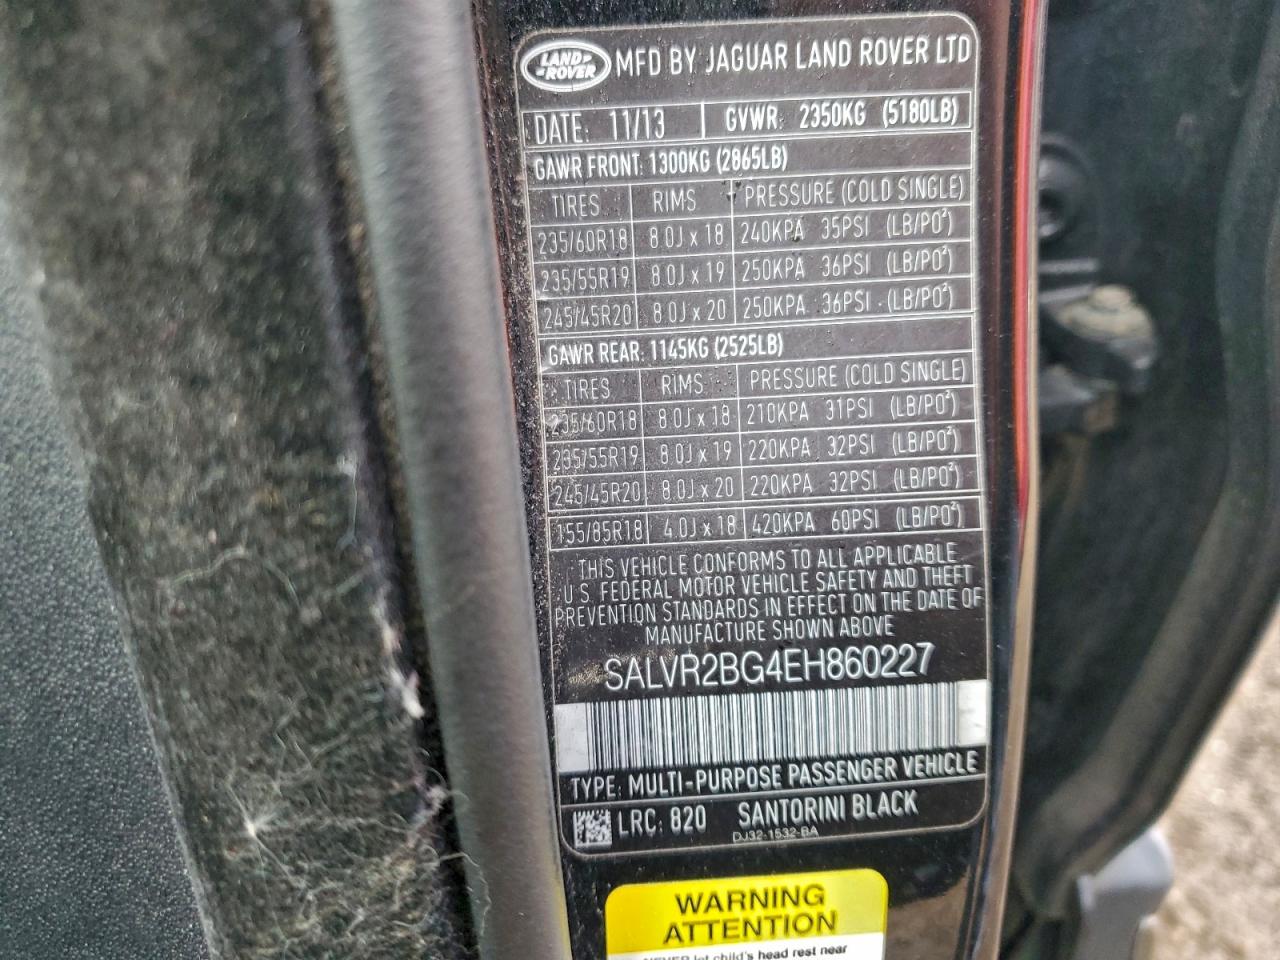 LAND ROVER MFD BY JAGUAR LAND ROVER LTD
DATE: 11/13 GVWR: 2350KG (5180LB)
GAWR FRONT: 1300KG (2865LB)
TIRES RIMS PRESSURE (COLD SINGLE)
235/60R18 8.0J x 18 240KPA 35PSI (LB/PO²)
235/55R19 8.0J x 19 250KPA 36PSI (LB/PO²)
245/45R20 8.0J x 20 250KPA 36PSI (LB/PO²)
GAWR REAR: 1145KG (2525LB)
TIRES RIMS PRESSURE (COLD SINGLE)
235/60R18 8.0J x 18 210KPA 31PSI (LB/PO²)
235/55R19 8.0J x 19 220KPA 32PSI (LB/PO²)
245/45R20 8.0J x 20 220KPA 32PSI (LB/PO²)
155/85R18 4.0J x 18 420KPA 60PSI (LB/PO²)
THIS VEHICLE CONFORMS TO ALL APPLICABLE
U.S. FEDERAL MOTOR VEHICLE SAFETY AND THEFT
PREVENTION STANDARDS IN EFFECT ON THE DATE OF
MANUFACTURE SHOWN ABOVE
SALVR2BG4EH860227
TYPE: MULTI-PURPOSE PASSENGER VEHICLE
LRC: 820 SANTORINI BLACK
DJ32-1532-BA
WARNING
ATTENTION
NEVER let child's head rest near